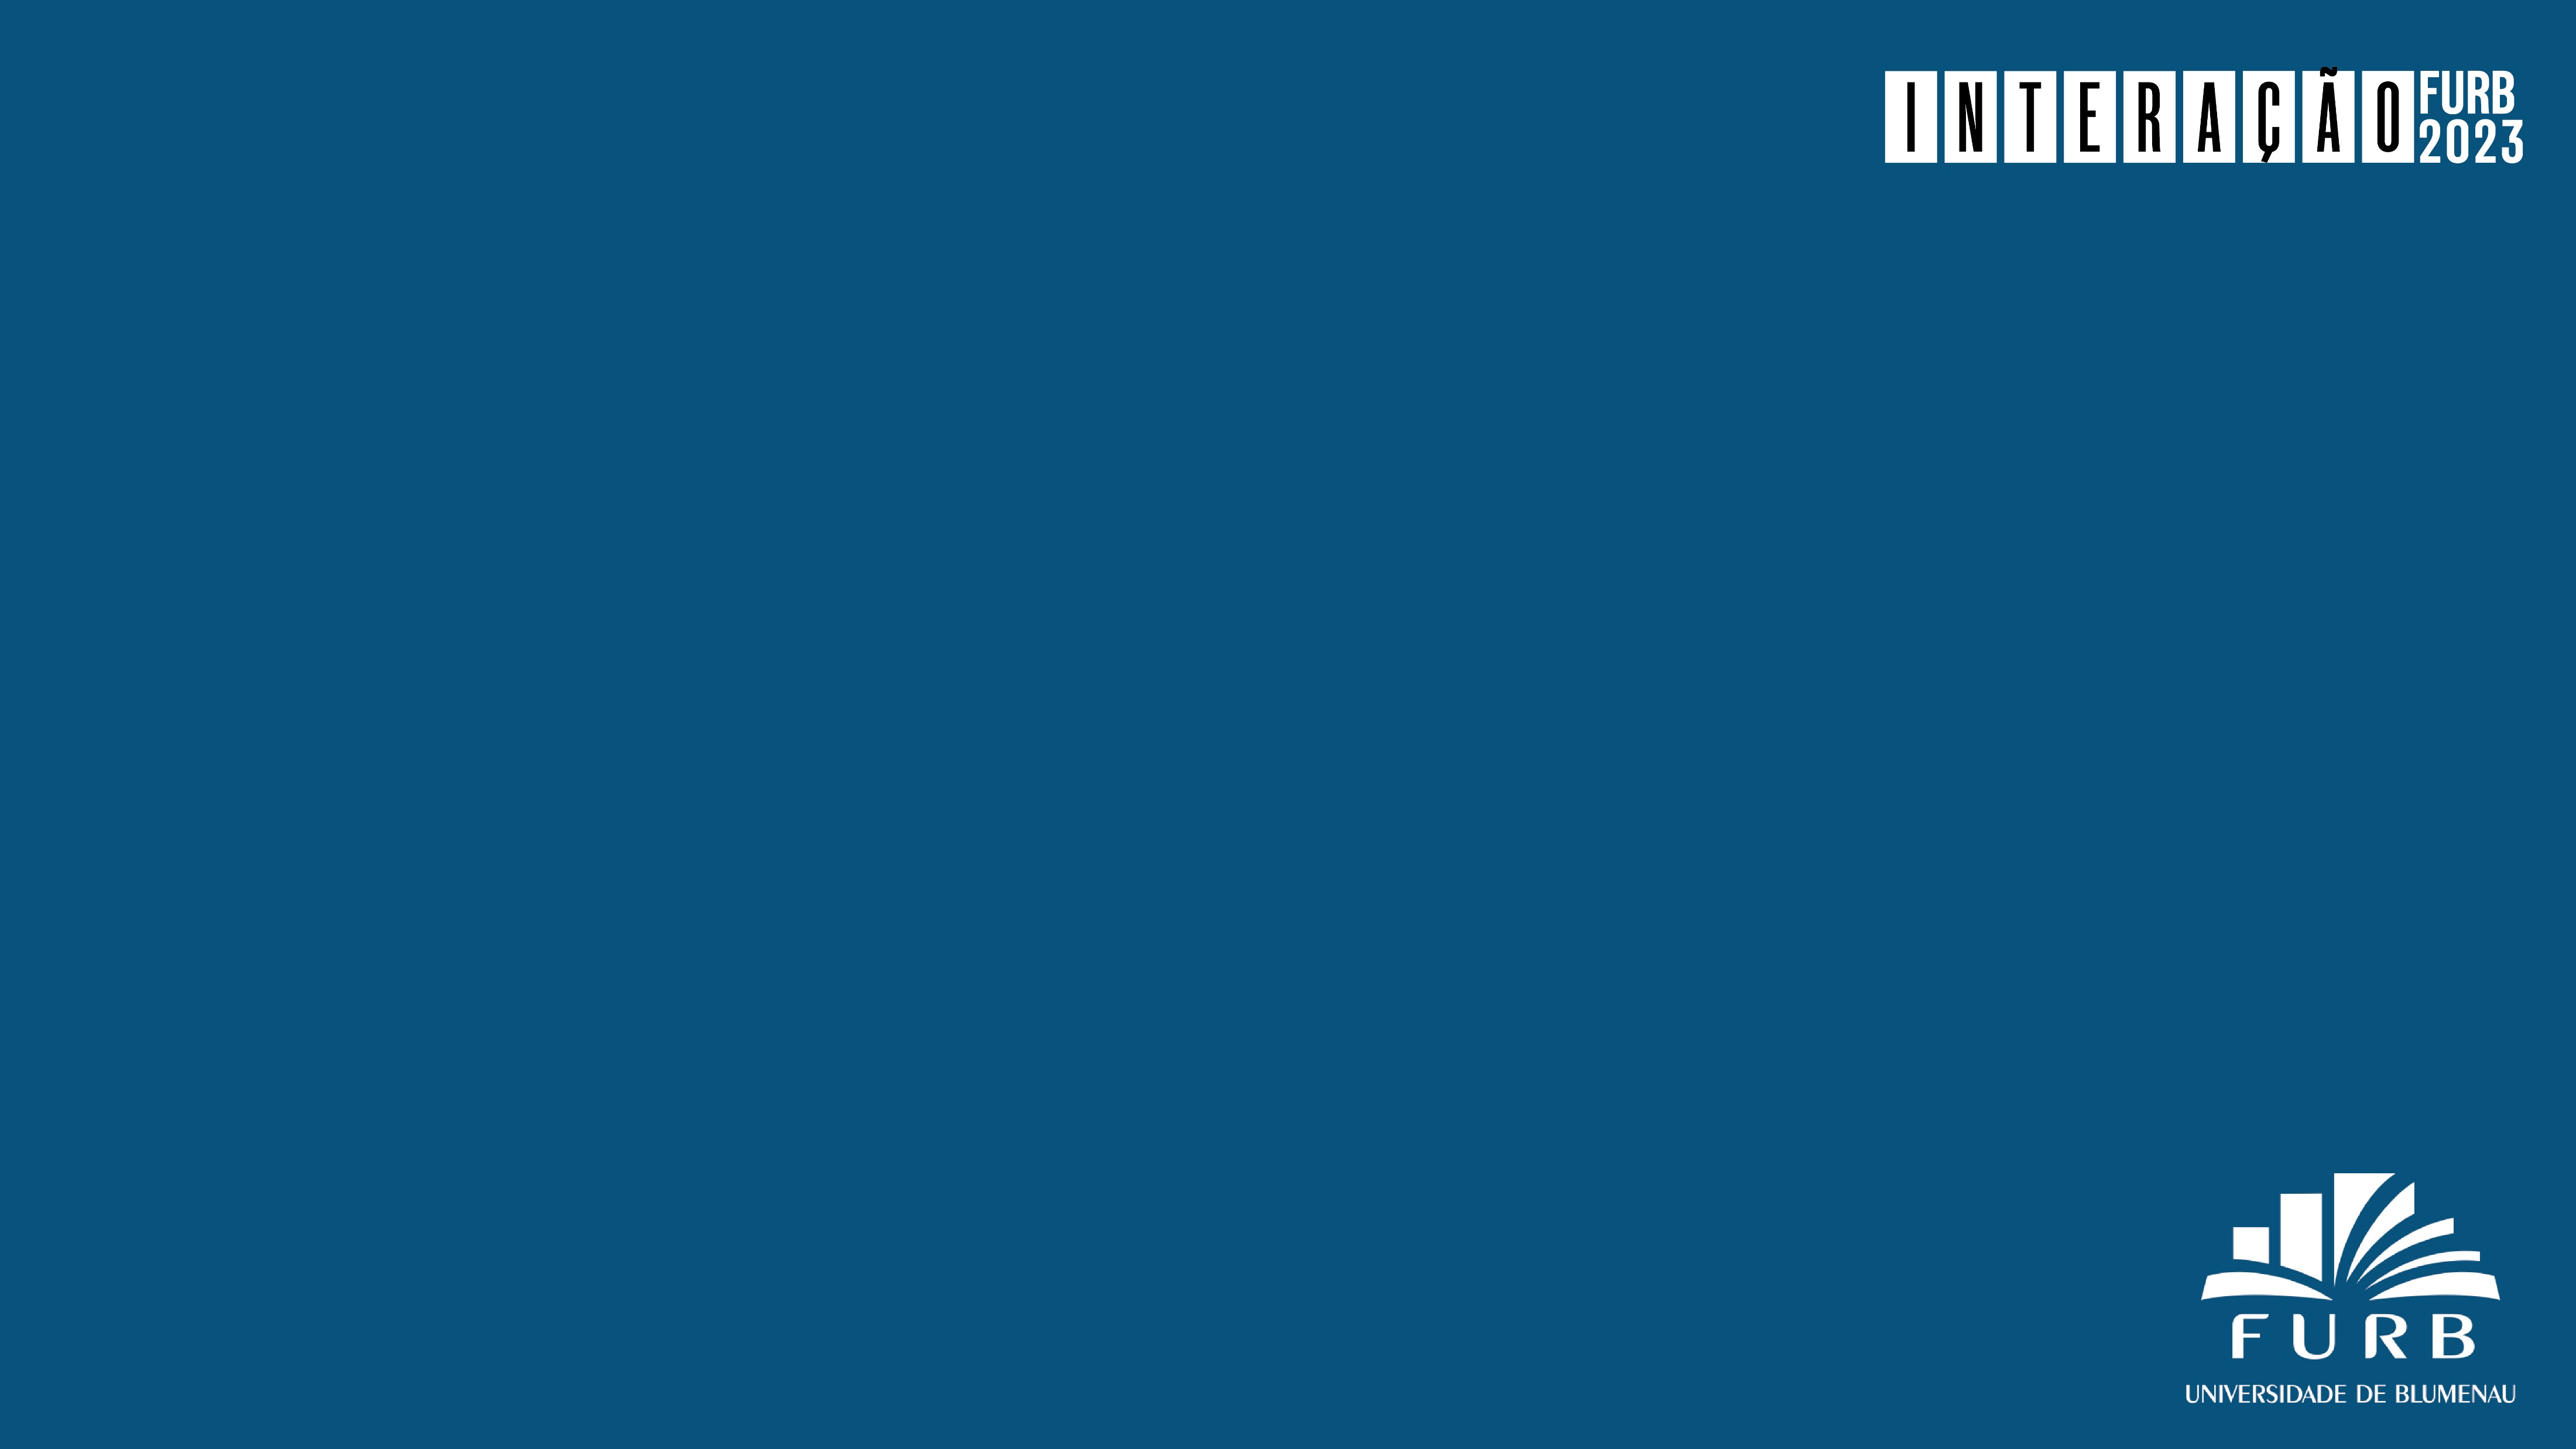 INTERAÇÃO FURB
2023
FURB
UNIVERSIDADE DE BLUMENAU